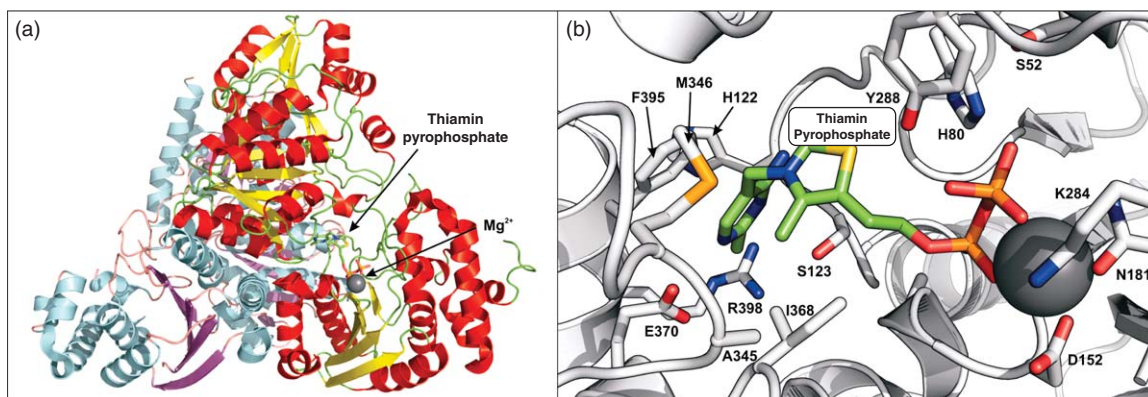 (a)
Thiamin
pyrophosphate
Mg²⁺
(b)
M346
F395
H122
Thiamin
Pyrophosphate
Y288
S52
H80
K284
N181
S123
R398
I368
E370
A345
D152